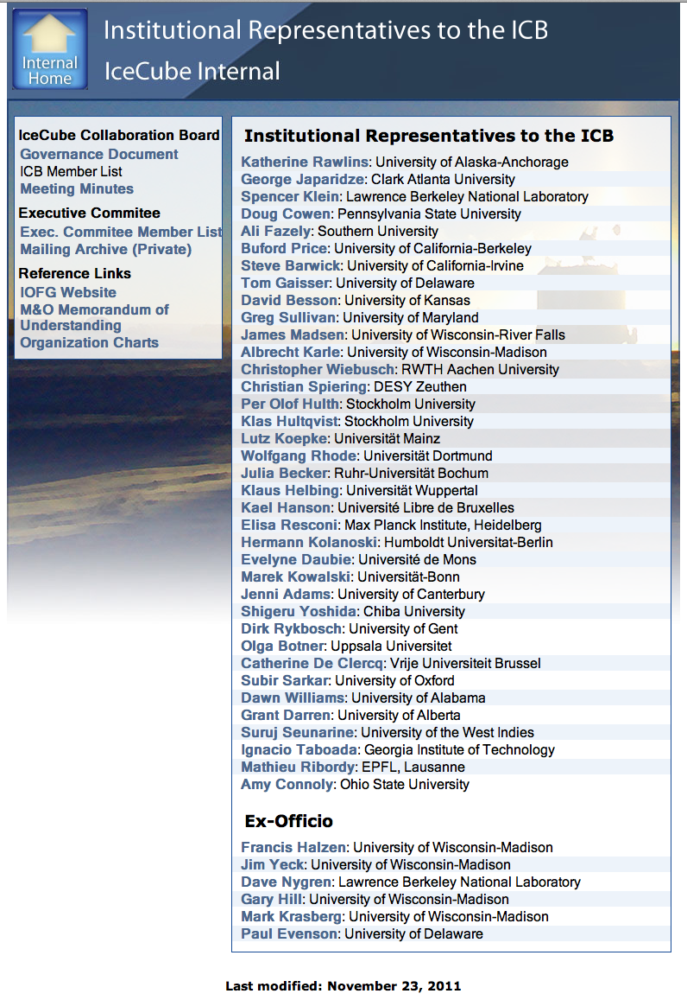 Internal
Home
Institutional Representatives to the ICB
IceCube Internal
IceCube Collaboration Board
Governance Document
ICB Member List
Meeting Minutes
Executive Commitee
Exec. Commitee Member List
Mailing Archive (Private)
Reference Links
IOFG Website
M&O Memorandum of
Understanding
Organization Charts
Institutional Representatives to the ICB
Katherine Rawlins: University of Alaska-Anchorage
George Japaridze: Clark Atlanta University
Spencer Klein: Lawrence Berkeley National Laboratory
Doug Cowen: Pennsylvania State University
Ali Fazely: Southern University
Buford Price: University of California-Berkeley
Steve Barwick: University of California-Irvine
Tom Gaisser: University of Delaware
David Besson: University of Kansas
Greg Sullivan: University of Maryland
James Madsen: University of Wisconsin-River Falls
Albrecht Karle: University of Wisconsin-Madison
Christopher Wiebusch: RWTH Aachen University
Christian Spiering: DESY Zeuthen
Per Olof Hulth: Stockholm University
Klas Hultqvist: Stockholm University
Lutz Koepke: Universität Mainz
Wolfgang Rhode: Universität Dortmund
Julia Becker: Ruhr-Universität Bochum
Klaus Helbing: Universität Wuppertal
Kael Hanson: Université Libre de Bruxelles
Elisa Resconi: Max Planck Institute, Heidelberg
Hermann Kolanoski: Humboldt Universitat-Berlin
Evelyne Daubie: Université de Mons
Marek Kowalski: Universität-Bonn
Jenni Adams: University of Canterbury
Shigeru Yoshida: Chiba University
Dirk Rykbosch: University of Gent
Olga Botner: Uppsala Universitet
Catherine De Clercq: Vrije Universiteit Brussel
Subir Sarkar: University of Oxford
Dawn Williams: University of Alabama
Grant Darren: University of Alberta
Suruj Seunarine: University of the West Indies
Ignacio Taboada: Georgia Institute of Technology
Mathieu Ribordy: EPFL, Lausanne
Amy Connoly: Ohio State University
Ex-Officio
Francis Halzen: University of Wisconsin-Madison
Jim Yeck: University of Wisconsin-Madison
Dave Nygren: Lawrence Berkeley National Laboratory
Gary Hill: University of Wisconsin-Madison
Mark Krasberg: University of Wisconsin-Madison
Paul Evenson: University of Delaware
Last modified: November 23, 2011